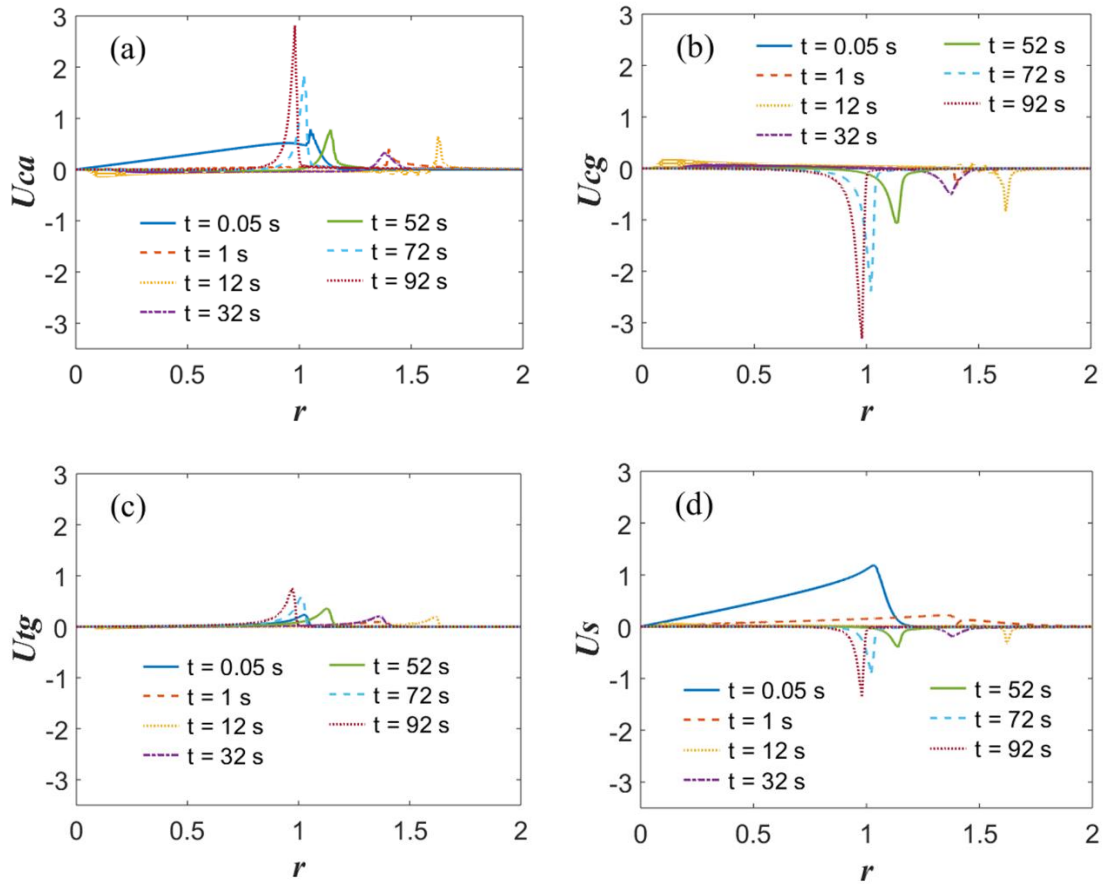 (a)
Uca
3
2
1
0
-1
-2
-3
t = 0.05 s
t = 1 s
t = 12 s
t = 32 s
t = 52 s
t = 72 s
t = 92 s
0 0.5 1 1.5 2
r
(b)
Ucg
3
2
1
0
-1
-2
-3
t = 0.05 s
t = 1 s
t = 12 s
t = 32 s
t = 52 s
t = 72 s
t = 92 s
0 0.5 1 1.5 2
r
(c)
Utg
3
2
1
0
-1
-2
-3
t = 0.05 s
t = 1 s
t = 12 s
t = 32 s
t = 52 s
t = 72 s
t = 92 s
0 0.5 1 1.5 2
r
(d)
Us
3
2
1
0
-1
-2
-3
t = 0.05 s
t = 1 s
t = 12 s
t = 32 s
t = 52 s
t = 72 s
t = 92 s
0 0.5 1 1.5 2
r